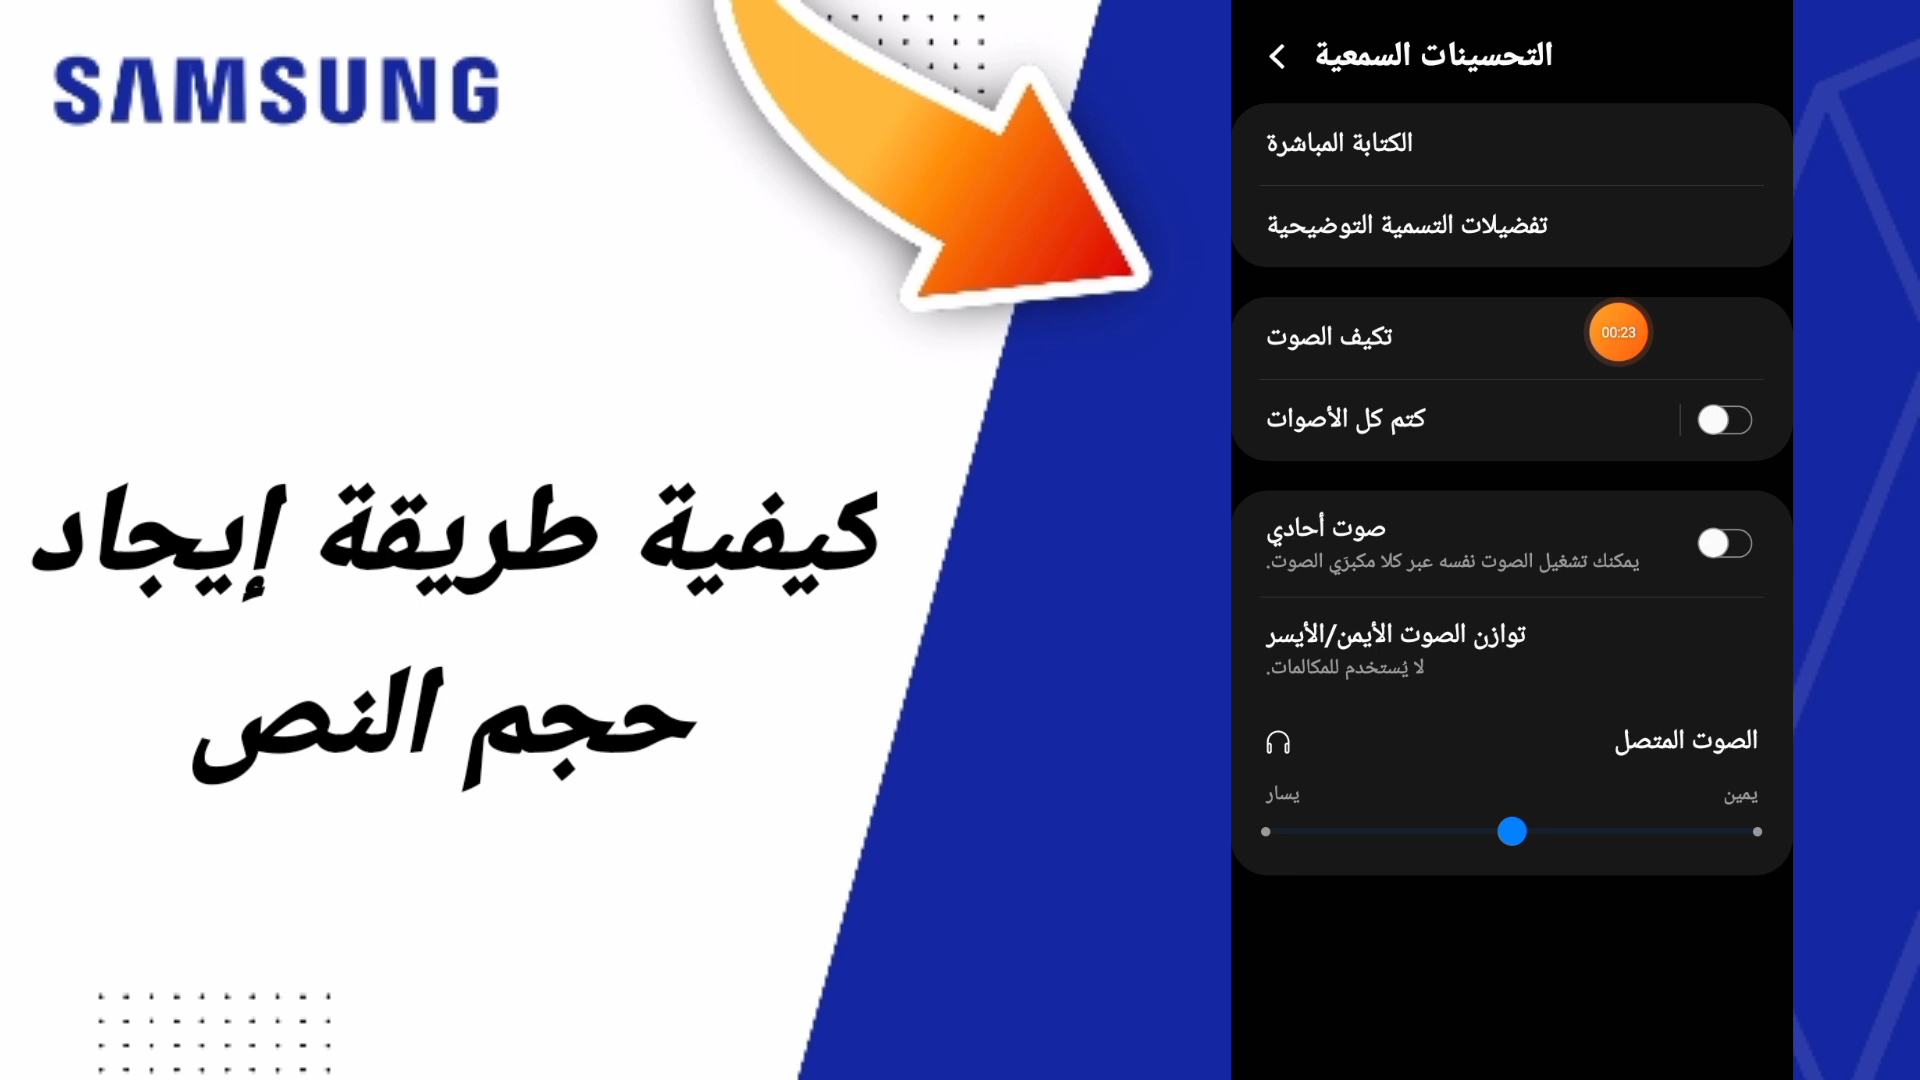 SAMSUNG
كيفية طريقة إيجاد
حجم النص
التحسينات السمعية
الكتابة المباشرة
تفضيلات التسمية التوضيحية
تكيف الصوت
00:23
كتم كل الأصوات
صوت أحادي
يمكنك تشغيل الصوت نفسه عبر كلا مكبرَي الصوت.
توازن الصوت الأيمن/الأيسر
لا يُستخدم للمكالمات.
الصوت المتصل
يمين
يسار